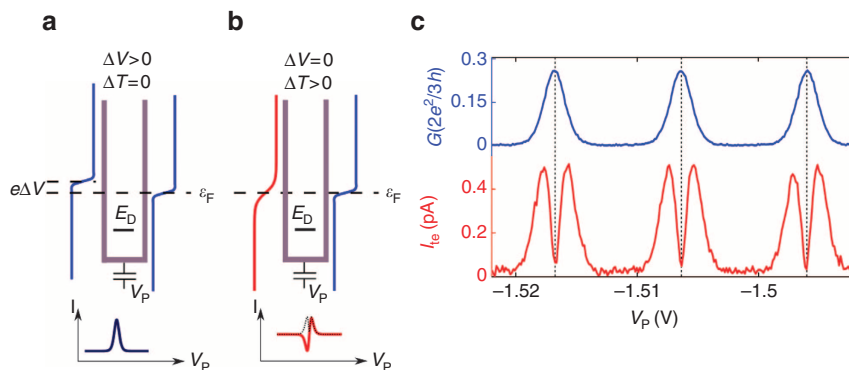 a
ΔV>0
ΔT=0
eΔV
ε_F
E_D
V_P
I
V_P
b
ΔV=0
ΔT>0
ε_F
E_D
V_P
I
V_P
c
G(2e²/3h)
0.3
0.15
0
I_te (pA)
0.4
0.2
0
−1.52
−1.51
−1.5
V_P (V)